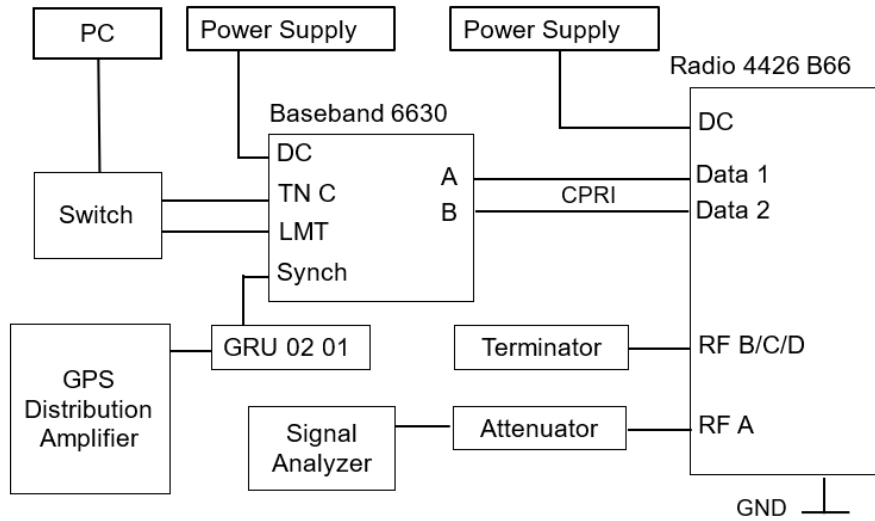 PC
Power Supply
Power Supply
Radio 4426 B66
Baseband 6630
DC
DC
TN C
LMT
Synch
A
B
CPRI
Data 1
Data 2
Switch
GRU 02 01
GPS
Distribution
Amplifier
Terminator
RF B/C/D
Signal
Analyzer
Attenuator
RF A
GND